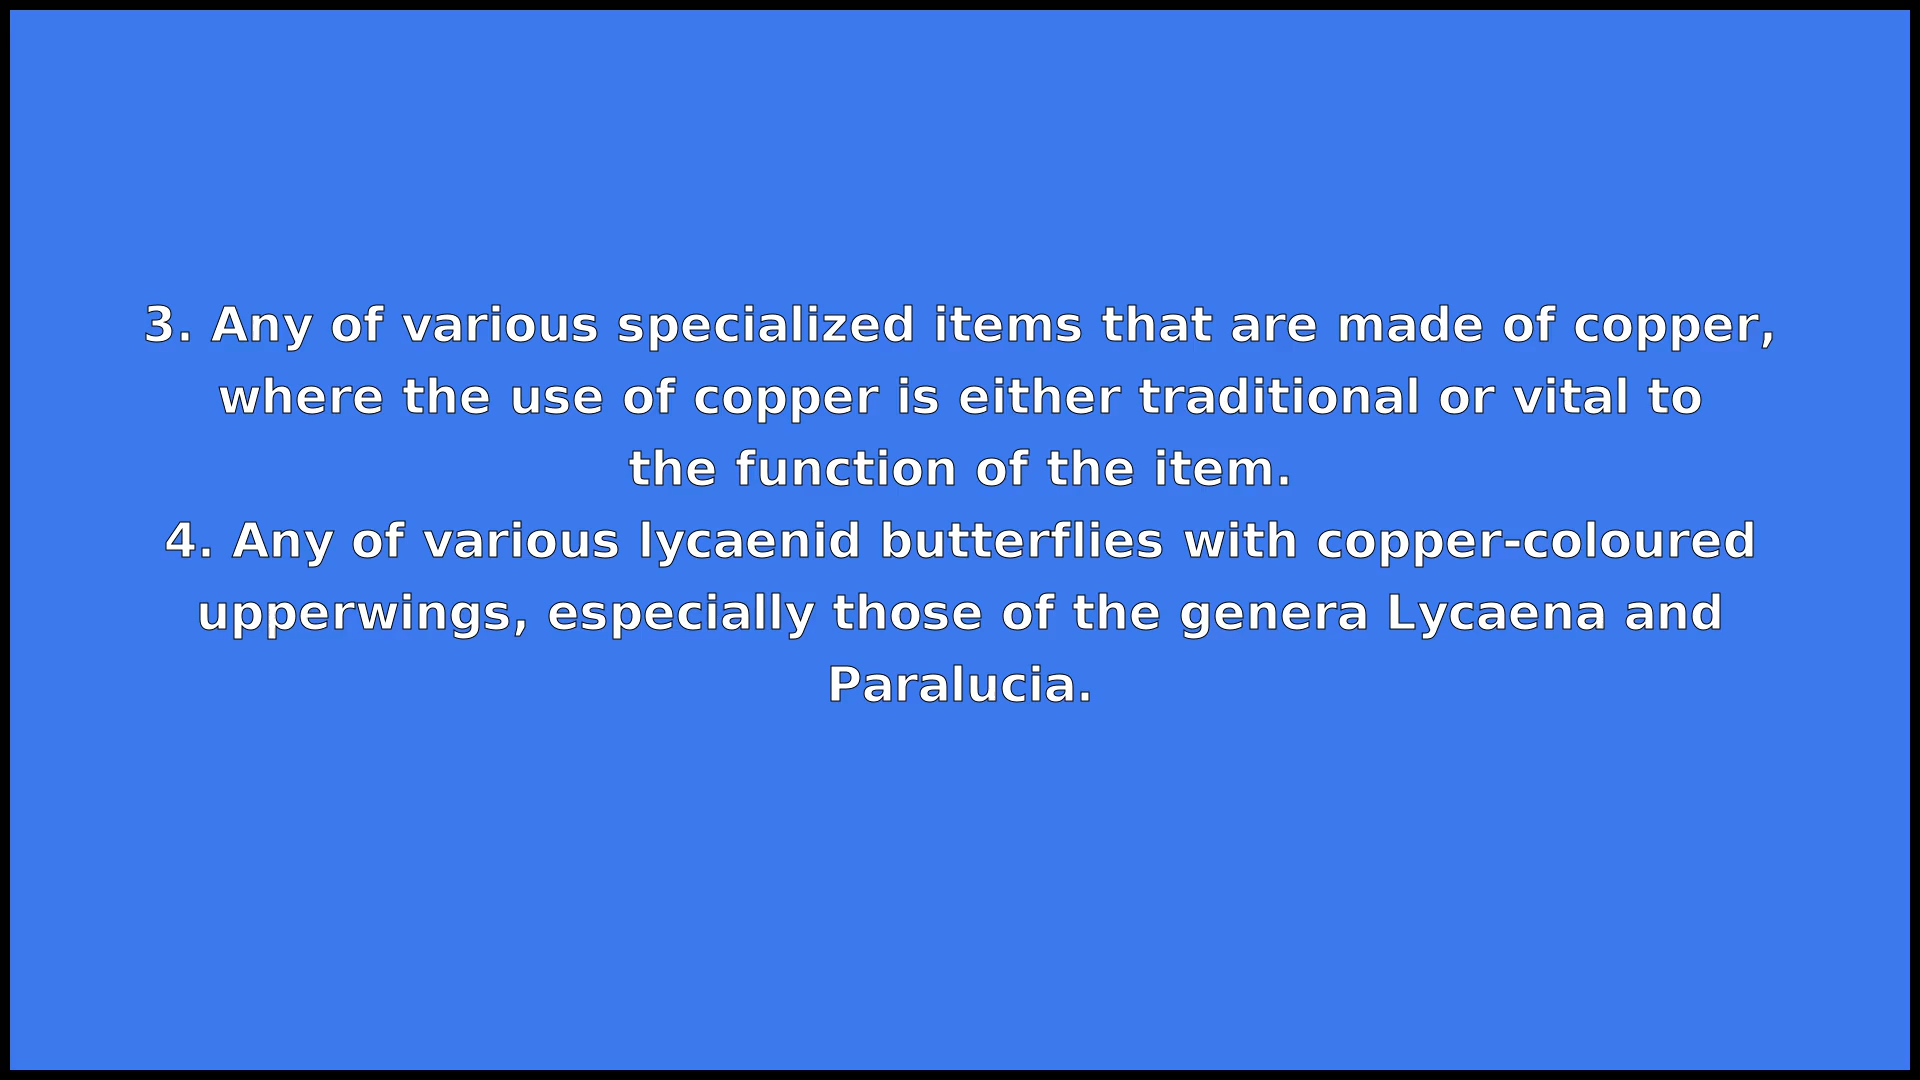 3. Any of various specialized items that are made of copper,
where the use of copper is either traditional or vital to
the function of the item.
4. Any of various lycaenid butterflies with copper-coloured
upperwings, especially those of the genera Lycaena and
Paralucia.